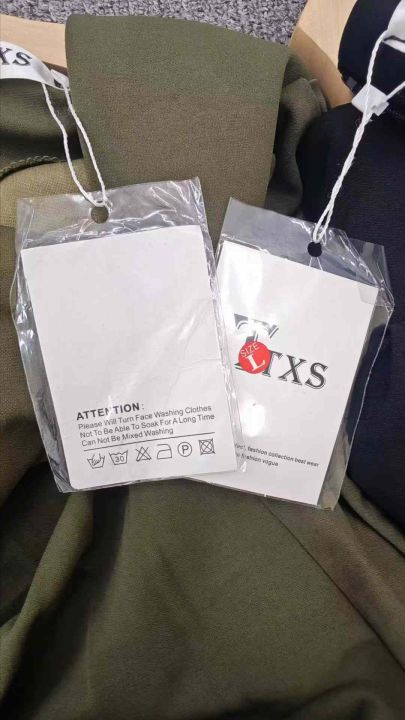 XS
ATTENTION:
Please Will Turn Face Washing Clothes
Not To Be Able To Soak For A Long Time
Can Not Be Mixed Washing
30
P
SIZE
L
TXS
fashion collection best wear
fashion vogue